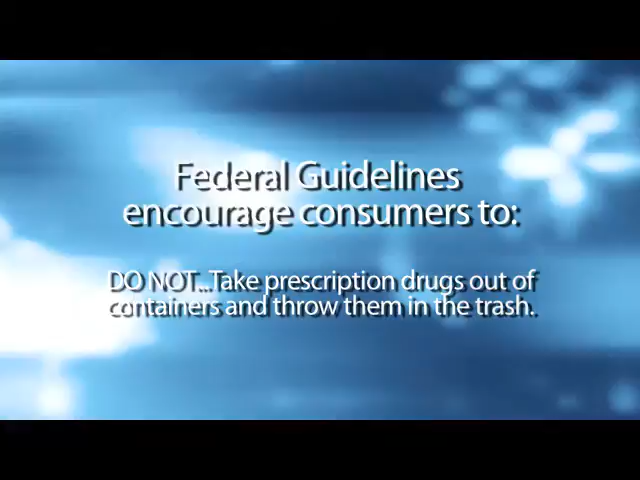 Federal Guidelines
encourage consumers to:
DO NOT...Take prescription drugs out of
containers and throw them in the trash.